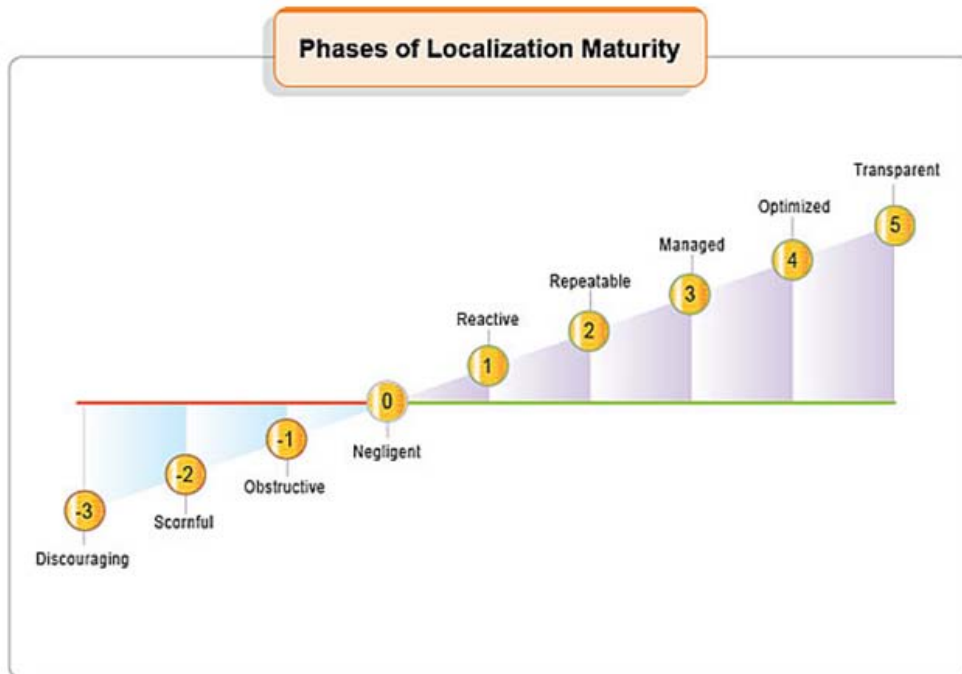 Phases of Localization Maturity
Transparent
5
Optimized
4
Managed
3
Repeatable
2
Reactive
1
0
Negligent
-1
Obstructive
-2
Scornful
-3
Discouraging